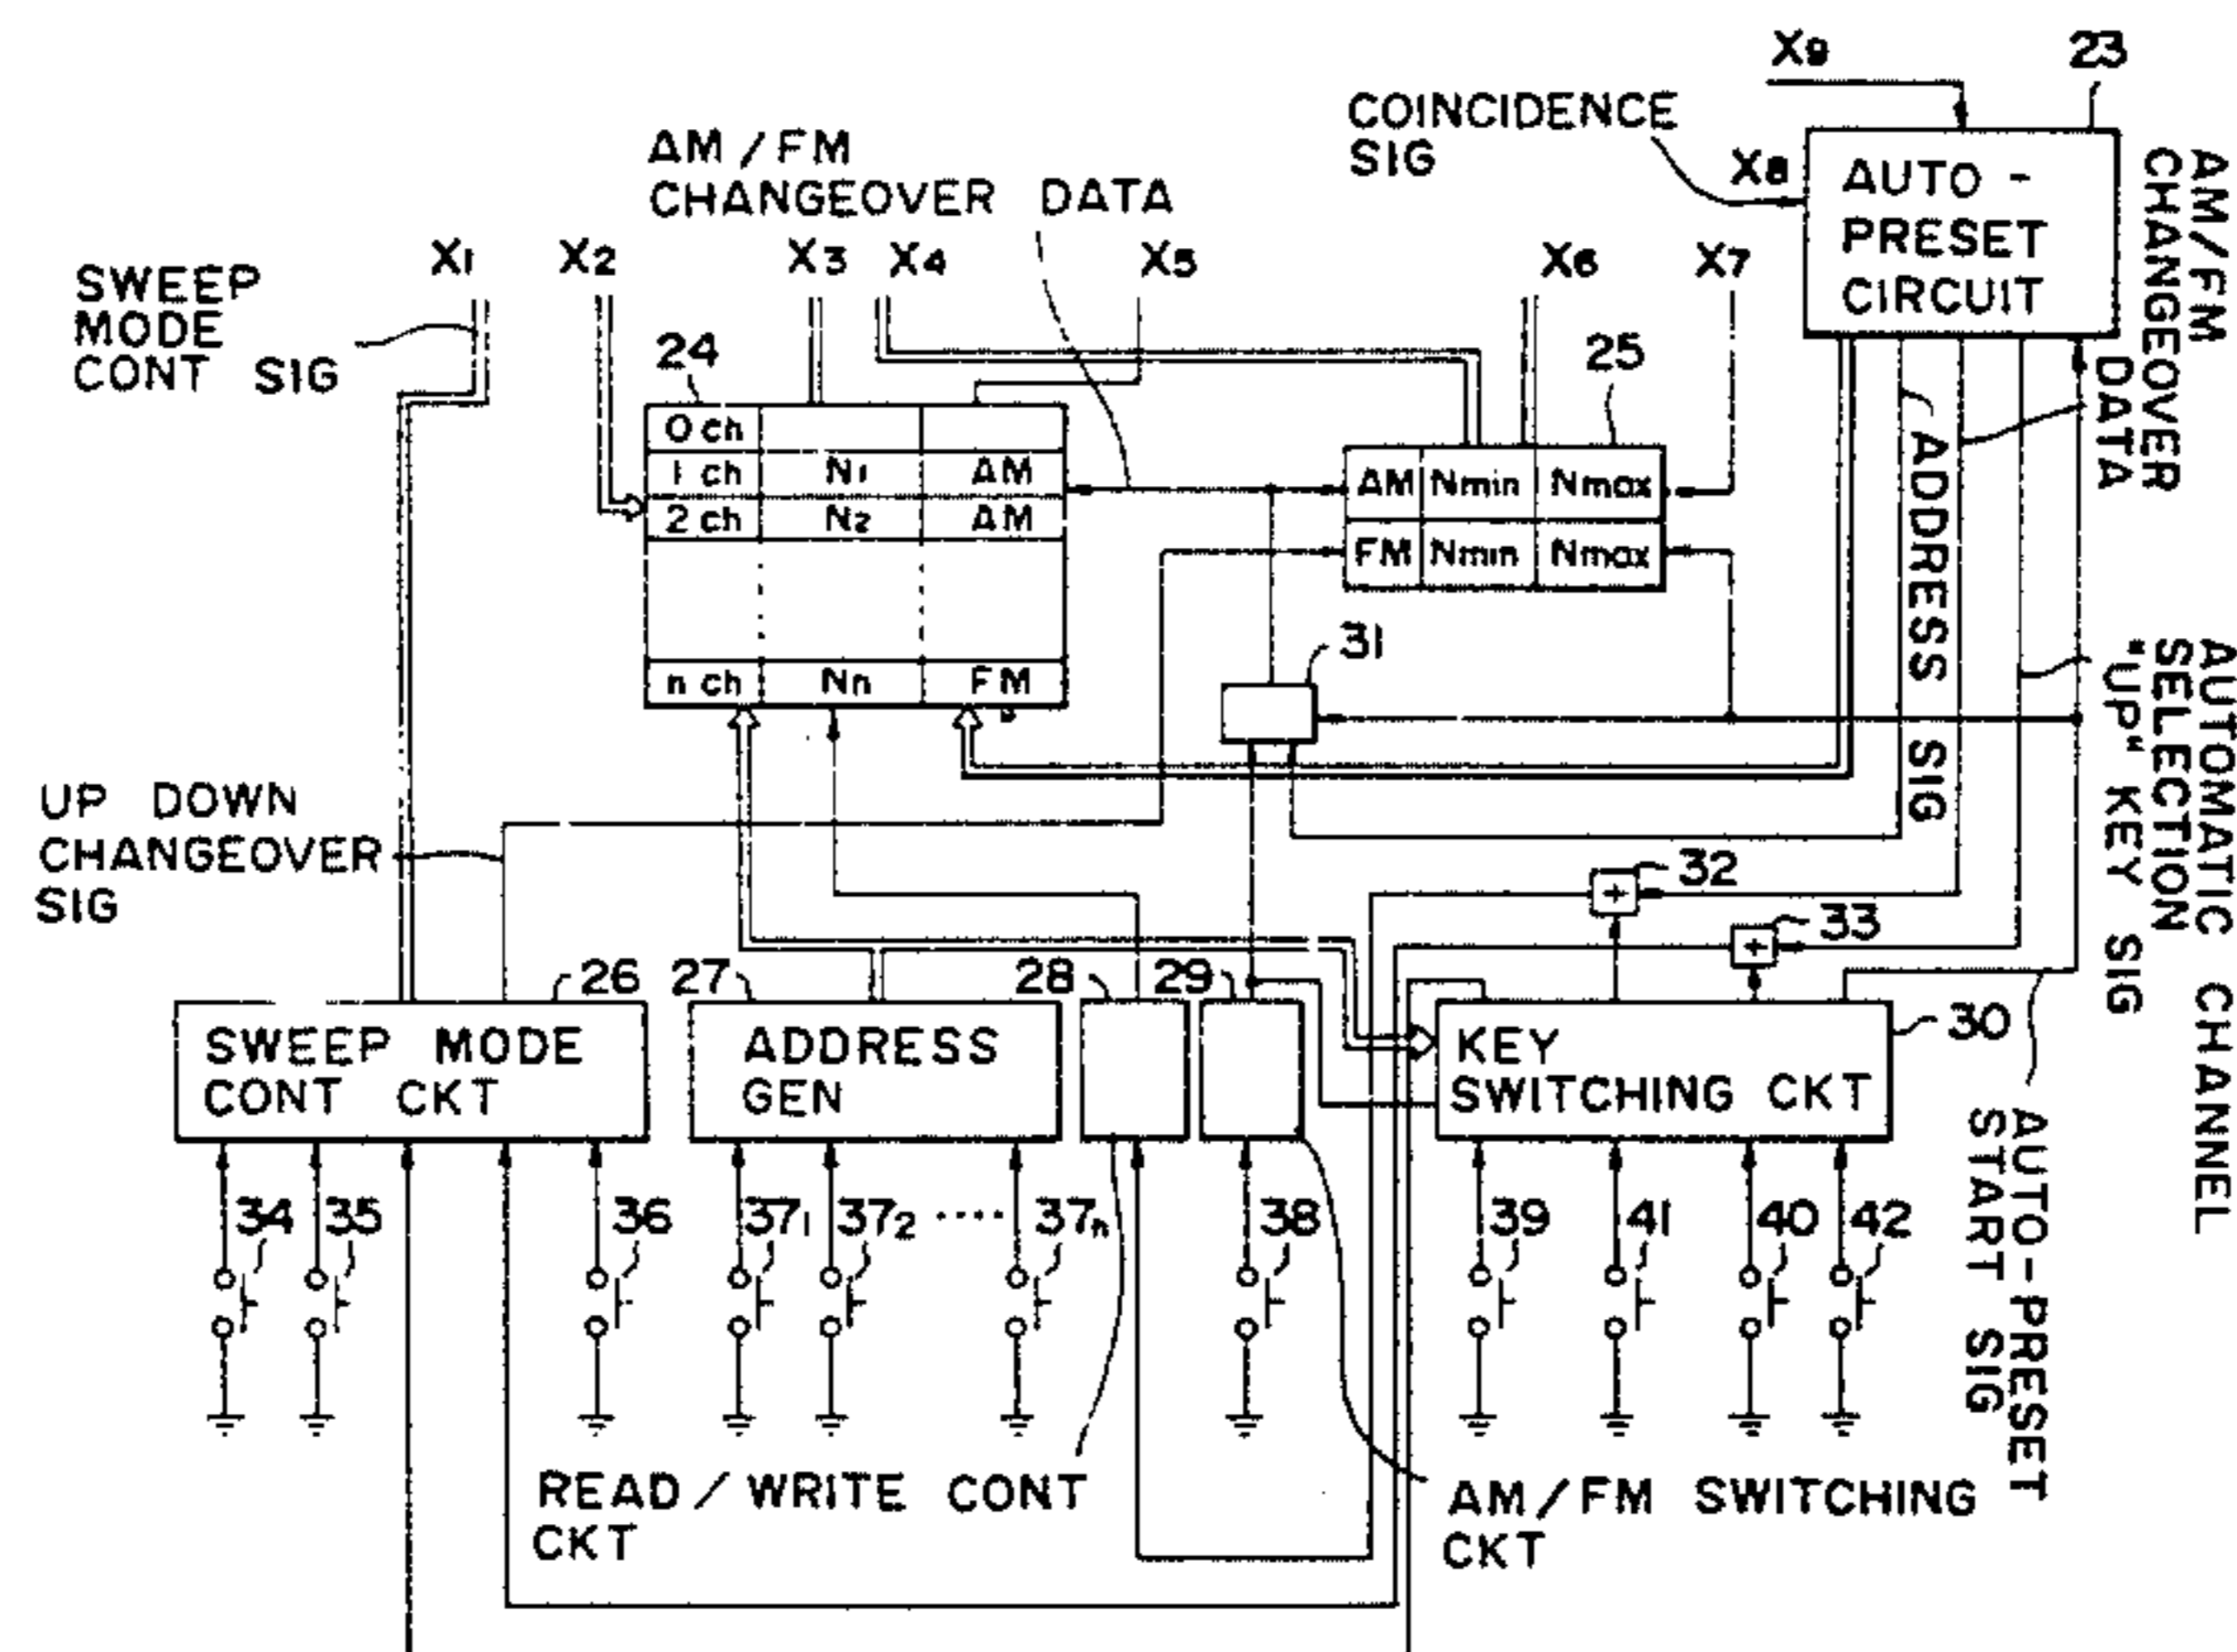 X9
23
COINCIDENCE
SIG
X8
AUTO -
PRESET
CIRCUIT
AM/FM
CHANGEOVER
DATA
AM / FM
CHANGEOVER DATA
X1
X2
X3
X4
X5
X6
X7
SWEEP
MODE
CONT SIG
24
25
0 ch
1 ch N1 AM
2 ch N2 AM
n ch Nn FM
AM Nmin Nmax
FM Nmin Nmax
ADDRESS SIG
31
AUTOMATIC CHANNEL
SELECTION
"UP" KEY SIG
UP DOWN
CHANGEOVER
SIG
32
+
33
+
26
27
28
29
30
SWEEP MODE
CONT CKT
ADDRESS
GEN
KEY
SWITCHING CKT
AUTO-PRESET
START SIG
34
35
36
371
372
....
37n
38
39
41
40
42
READ / WRITE CONT
CKT
AM/FM SWITCHING
CKT